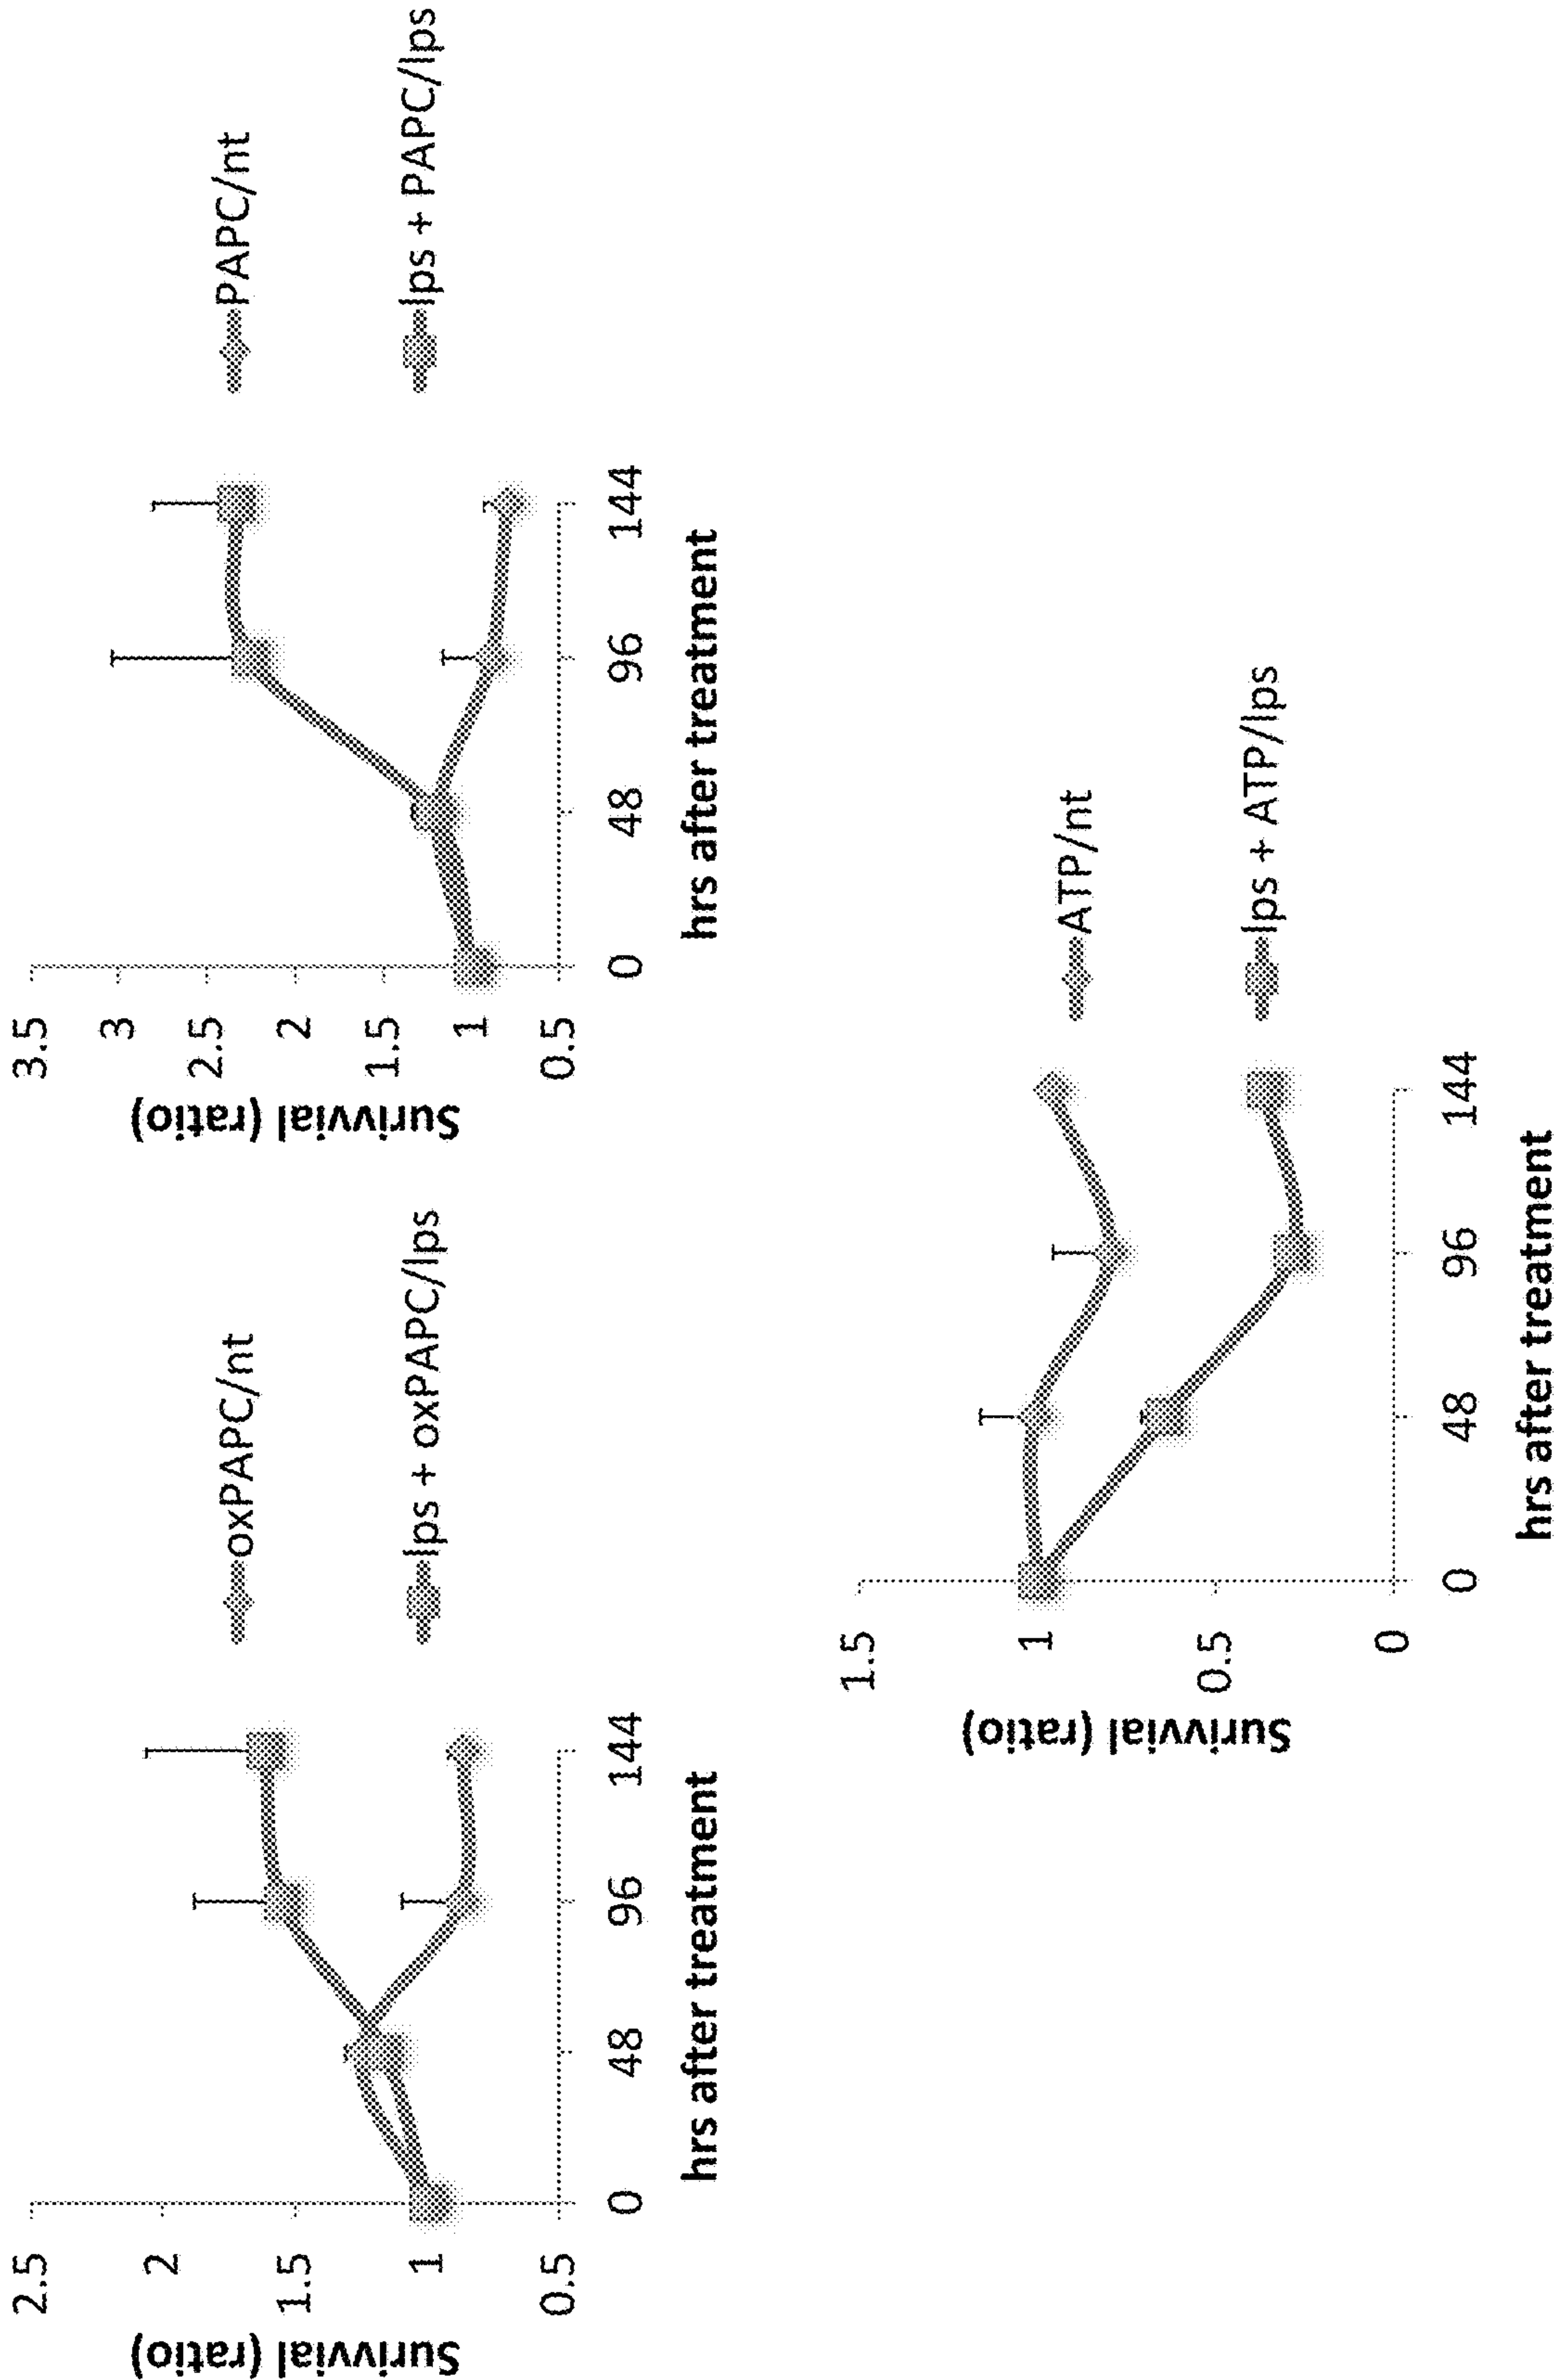 Surivvial (ratio)
2.5
2
1.5
1
0.5
0
48
96
144
hrs after treatment
oxPAPC/nt
lps + oxPAPC/lps
Surivvial (ratio)
3.5
3
2.5
2
1.5
1
0.5
0
48
96
144
hrs after treatment
PAPC/nt
lps + PAPC/lps
Surivvial (ratio)
1.5
1
0.5
0
0
48
96
144
hrs after treatment
ATP/nt
lps + ATP/lps